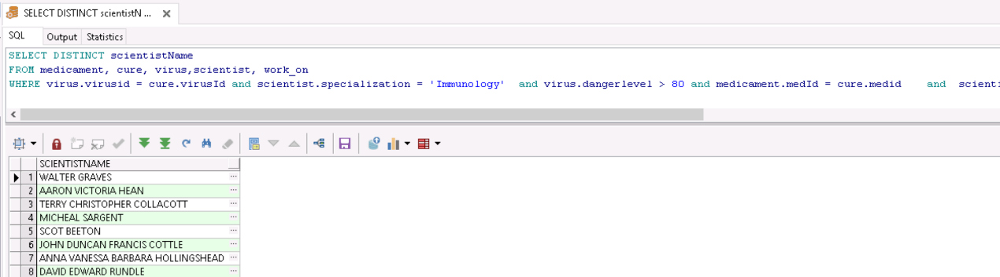 SELECT DISTINCT scientistN ...
SQL Output Statistics
SELECT DISTINCT scientistName
FROM medicament, cure, virus,scientist, work_on
WHERE virus.virusid = cure.virusId and scientist.specialization = 'Immunology'  and virus.dangerlevel > 80 and medicament.medId = cure.medid    and  scienti
SCIENTISTNAME
1 WALTER GRAVES ...
2 AARON VICTORIA HEAN ...
3 TERRY CHRISTOPHER COLLACOTT ...
4 MICHEAL SARGENT ...
5 SCOT BEETON ...
6 JOHN DUNCAN FRANCIS COTTLE ...
7 ANNA VANESSA BARBARA HOLLINGSHEAD ...
8 DAVID EDWARD RUNDLE ...